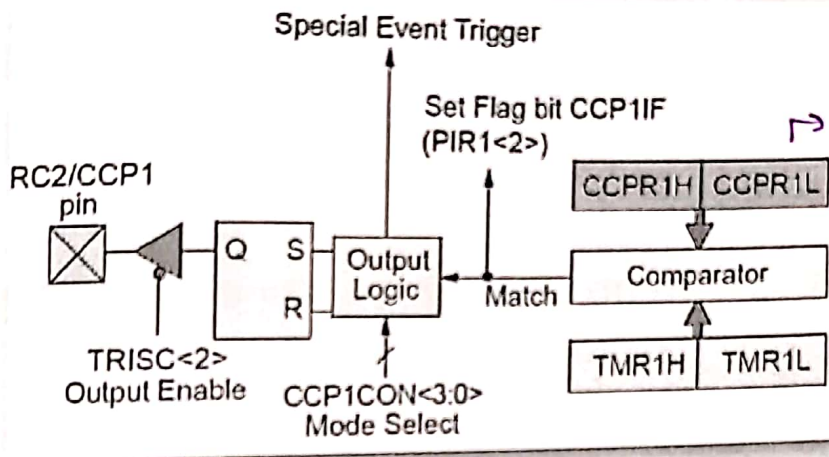 Special Event Trigger
Set Flag bit CCP1IF
(PIR1<2>)
RC2/CCP1
pin
CCPR1H CCPR1L
Q S
R
Output
Logic
Match
Comparator
TRISC<2>
Output Enable
CCP1CON<3:0>
Mode Select
TMR1H TMR1L